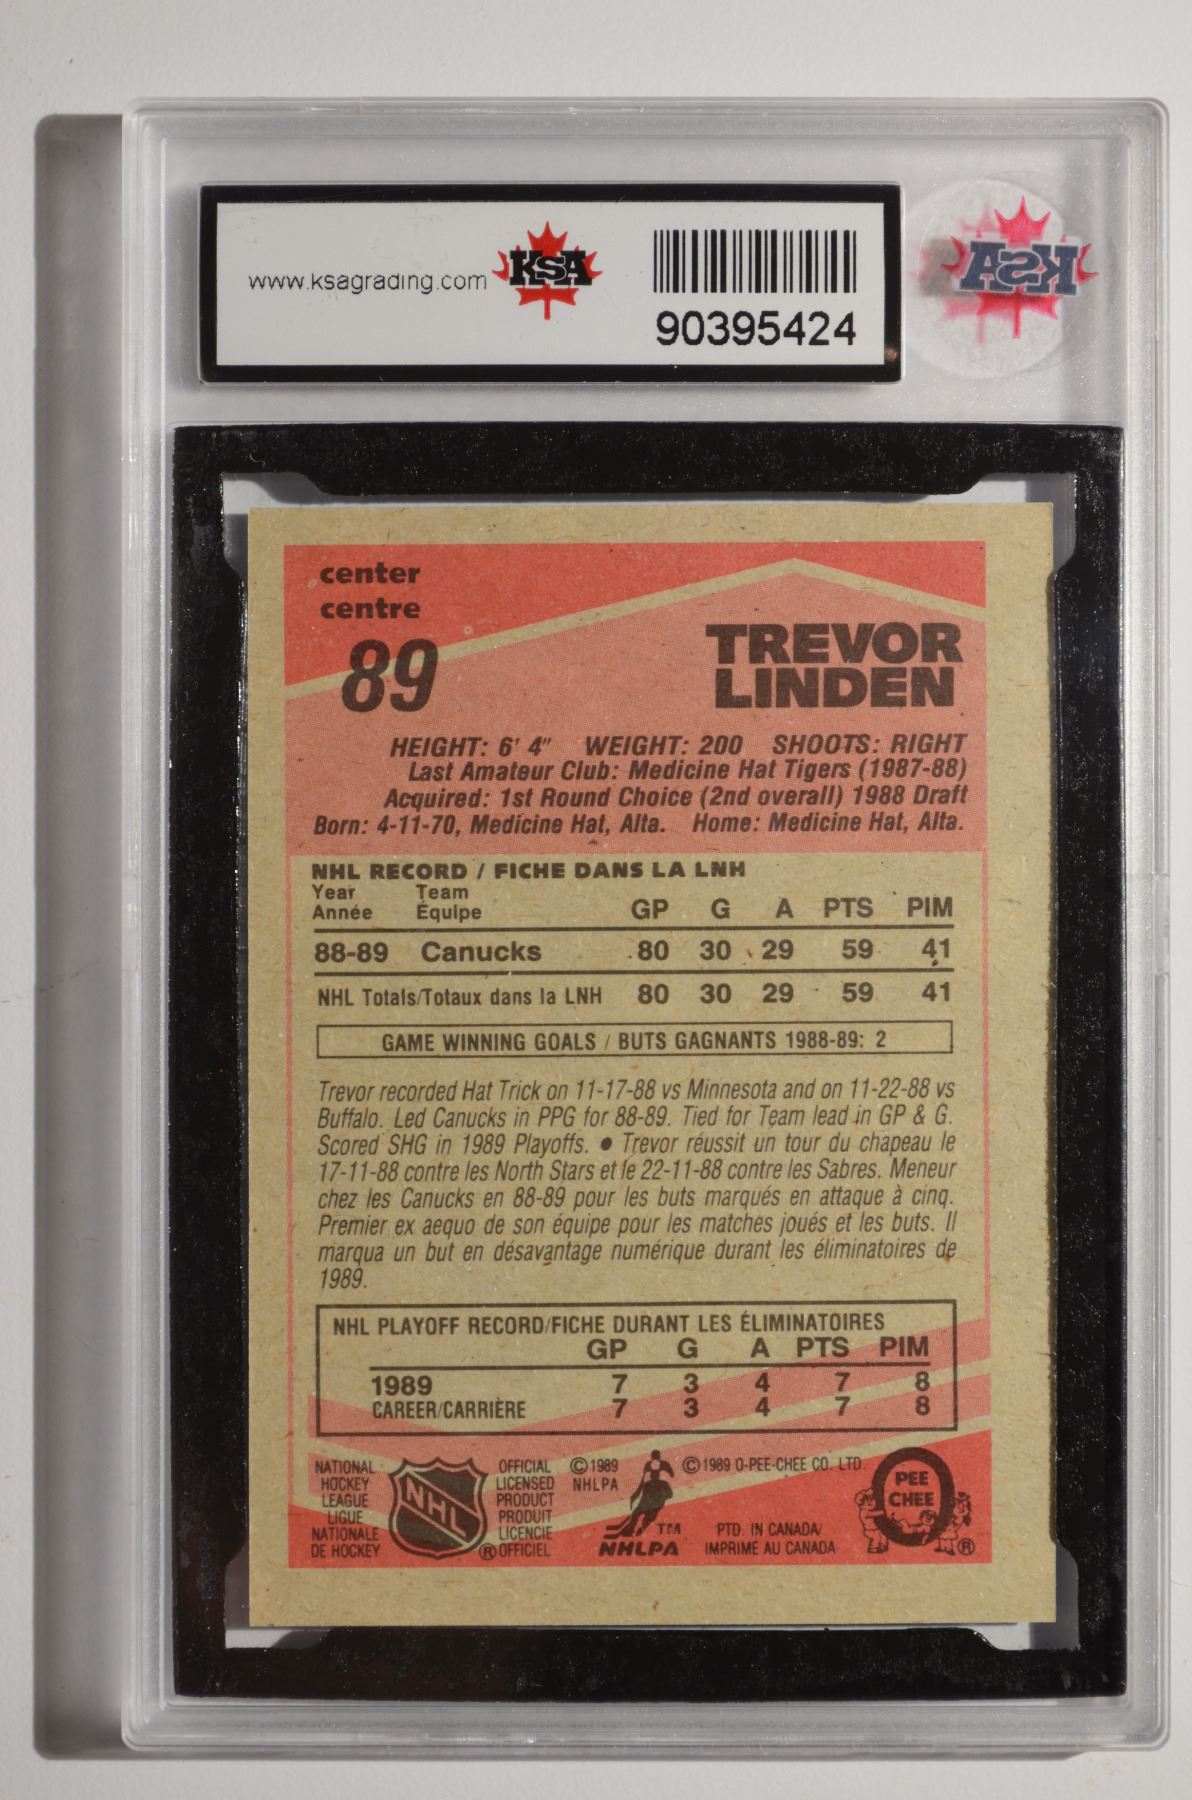 www.ksagrading.com
KSA
90395424
KSA
center
centre
89
TREVOR
LINDEN
HEIGHT: 6' 4" WEIGHT: 200 SHOOTS: RIGHT
Last Amateur Club: Medicine Hat Tigers (1987-88)
Acquired: 1st Round Choice (2nd overall) 1988 Draft
Born: 4-11-70, Medicine Hat, Alta. Home: Medicine Hat, Alta.
NHL RECORD / FICHE DANS LA LNH
Year Team
Année Équipe GP G A PTS PIM
88-89 Canucks 80 30 29 59 41
NHL Totals/Totaux dans la LNH 80 30 29 59 41
GAME WINNING GOALS / BUTS GAGNANTS 1988-89: 2
Trevor recorded Hat Trick on 11-17-88 vs Minnesota and on 11-22-88 vs
Buffalo. Led Canucks in PPG for 88-89. Tied for Team lead in GP & G.
Scored SHG in 1989 Playoffs. ● Trevor réussit un tour du chapeau le
17-11-88 contre les North Stars et le 22-11-88 contre les Sabres. Meneur
chez les Canucks en 88-89 pour les buts marqués en attaque à cinq.
Premier ex aequo de son équipe pour les matches joués et les buts. Il
marqua un but en désavantage numérique durant les éliminatoires de
1989.
NHL PLAYOFF RECORD/FICHE DURANT LES ÉLIMINATOIRES
GP G A PTS PIM
1989 7 3 4 7 8
CAREER/CARRIÈRE 7 3 4 7 8
NATIONAL
HOCKEY
LEAGUE
LIGUE
NATIONALE
DE HOCKEY
NHL
OFFICIAL
LICENSED
PRODUCT
PRODUIT
LICENCIE
® OFFICIEL
© 1989
NHLPA
TM
NHLPA
© 1989 O-PEE-CHEE CO. LTD.
PTD. IN CANADA/
IMPRIMÉ AU CANADA
O
PEE
CHEE
®